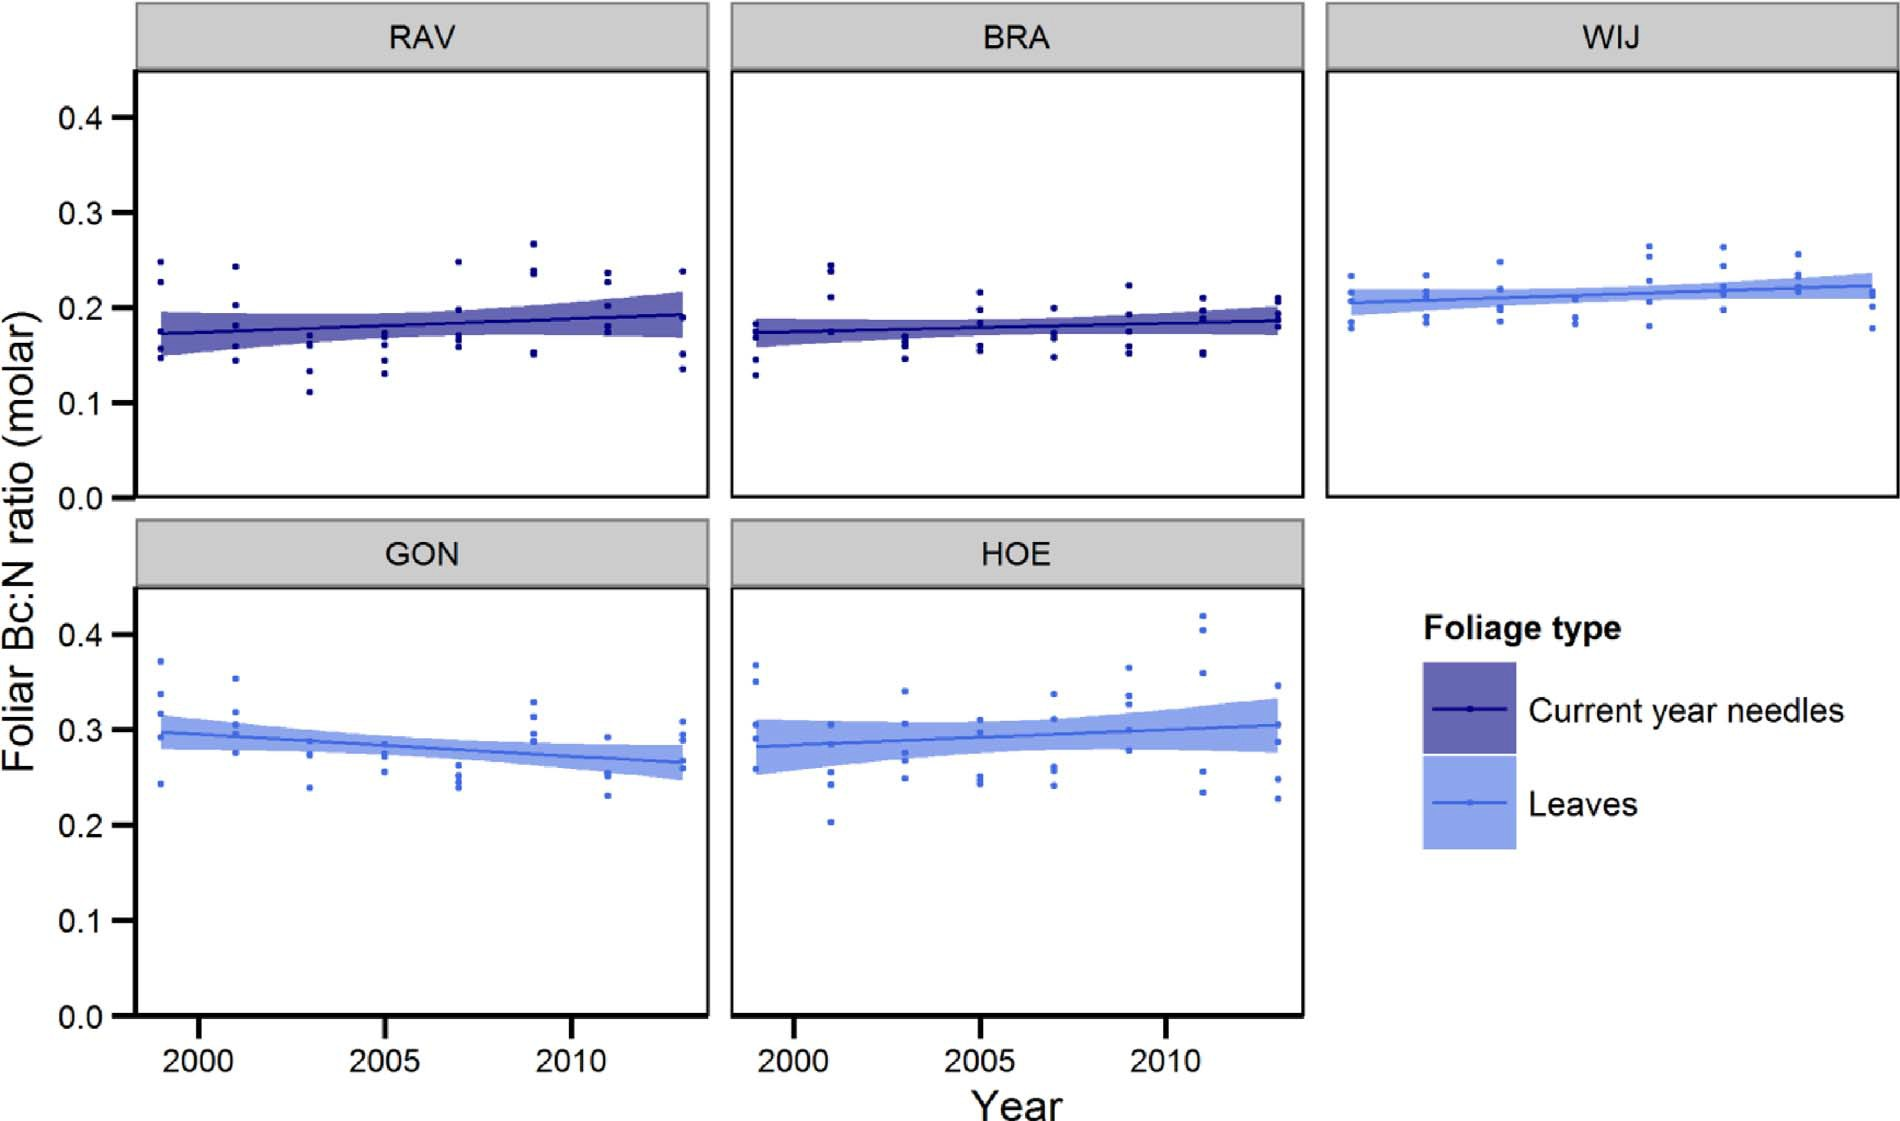 RAV BRA WIJ
0.4
0.3
0.2
0.1
0.0
GON HOE
0.4
0.3
0.2
0.1
0.0
2000 2005 2010 2000 2005 2010
Foliar Bc:N ratio (molar)
Year
Foliage type
Current year needles
Leaves